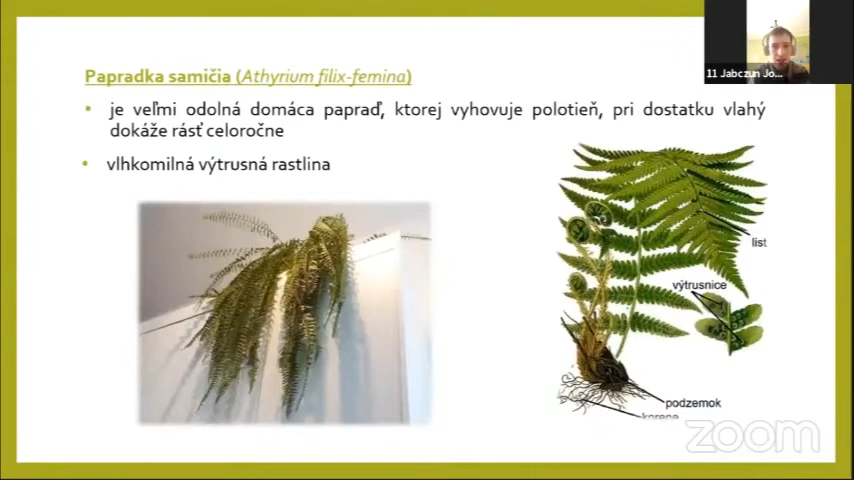 11 Jabczun Jo...
Papradka samičia (Athyrium filix-femina)
je veľmi odolná domáca papraď, ktorej vyhovuje polotieň, pri dostatku vlahy
dokáže rásť celoročne
vlhkomilná výtrusná rastlina
list
výtrusnice
podzemok
korene
zoom